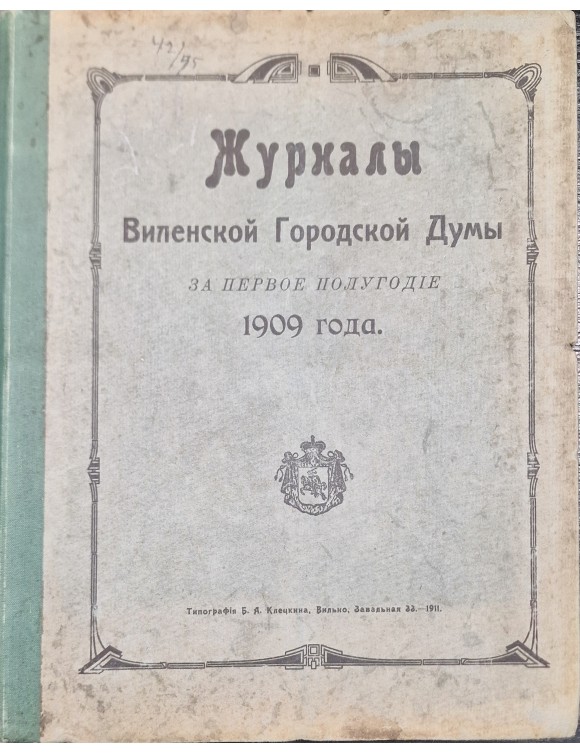 42/95
Журналы
Виленской Городской Думы
ЗА ПЕРВОЕ ПОЛУГОДІЕ
1909 года.
Типографія Б. А. Клецкина, Вильно, Завальная 33.—1911.